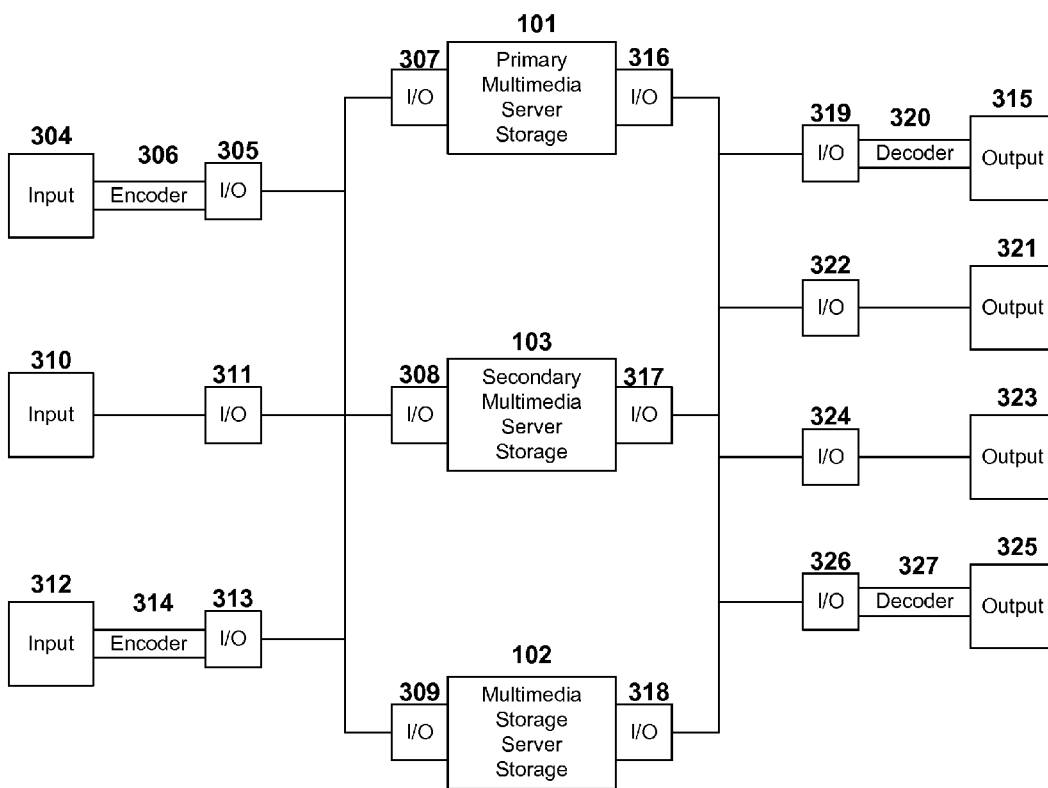 101
307
Primary
Multimedia
Server
Storage
316
I/O
I/O
304
306
305
Input
Encoder
I/O
319
320
315
I/O
Decoder
Output
322
321
I/O
Output
310
311
Input
I/O
103
308
Secondary
Multimedia
Server
Storage
317
I/O
I/O
324
323
I/O
Output
312
314
313
Input
Encoder
I/O
326
327
325
I/O
Decoder
Output
102
309
Multimedia
Storage
Server
Storage
318
I/O
I/O